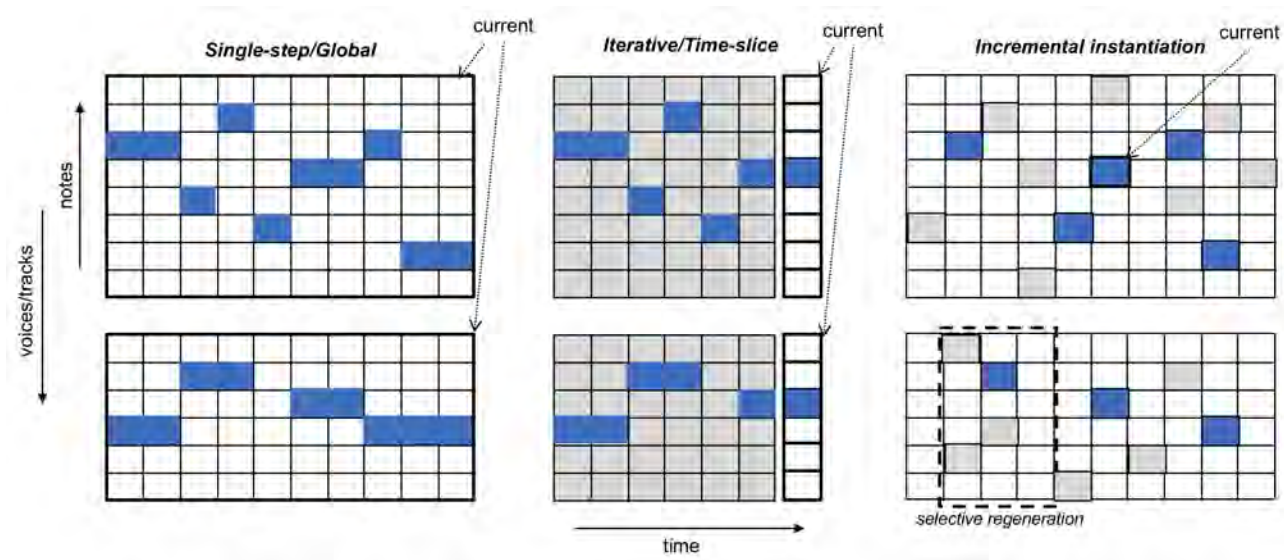 current
Single-step/Global
current
Iterative/Time-slice
current
Incremental instantiation
notes
voices/tracks
selective regeneration
time